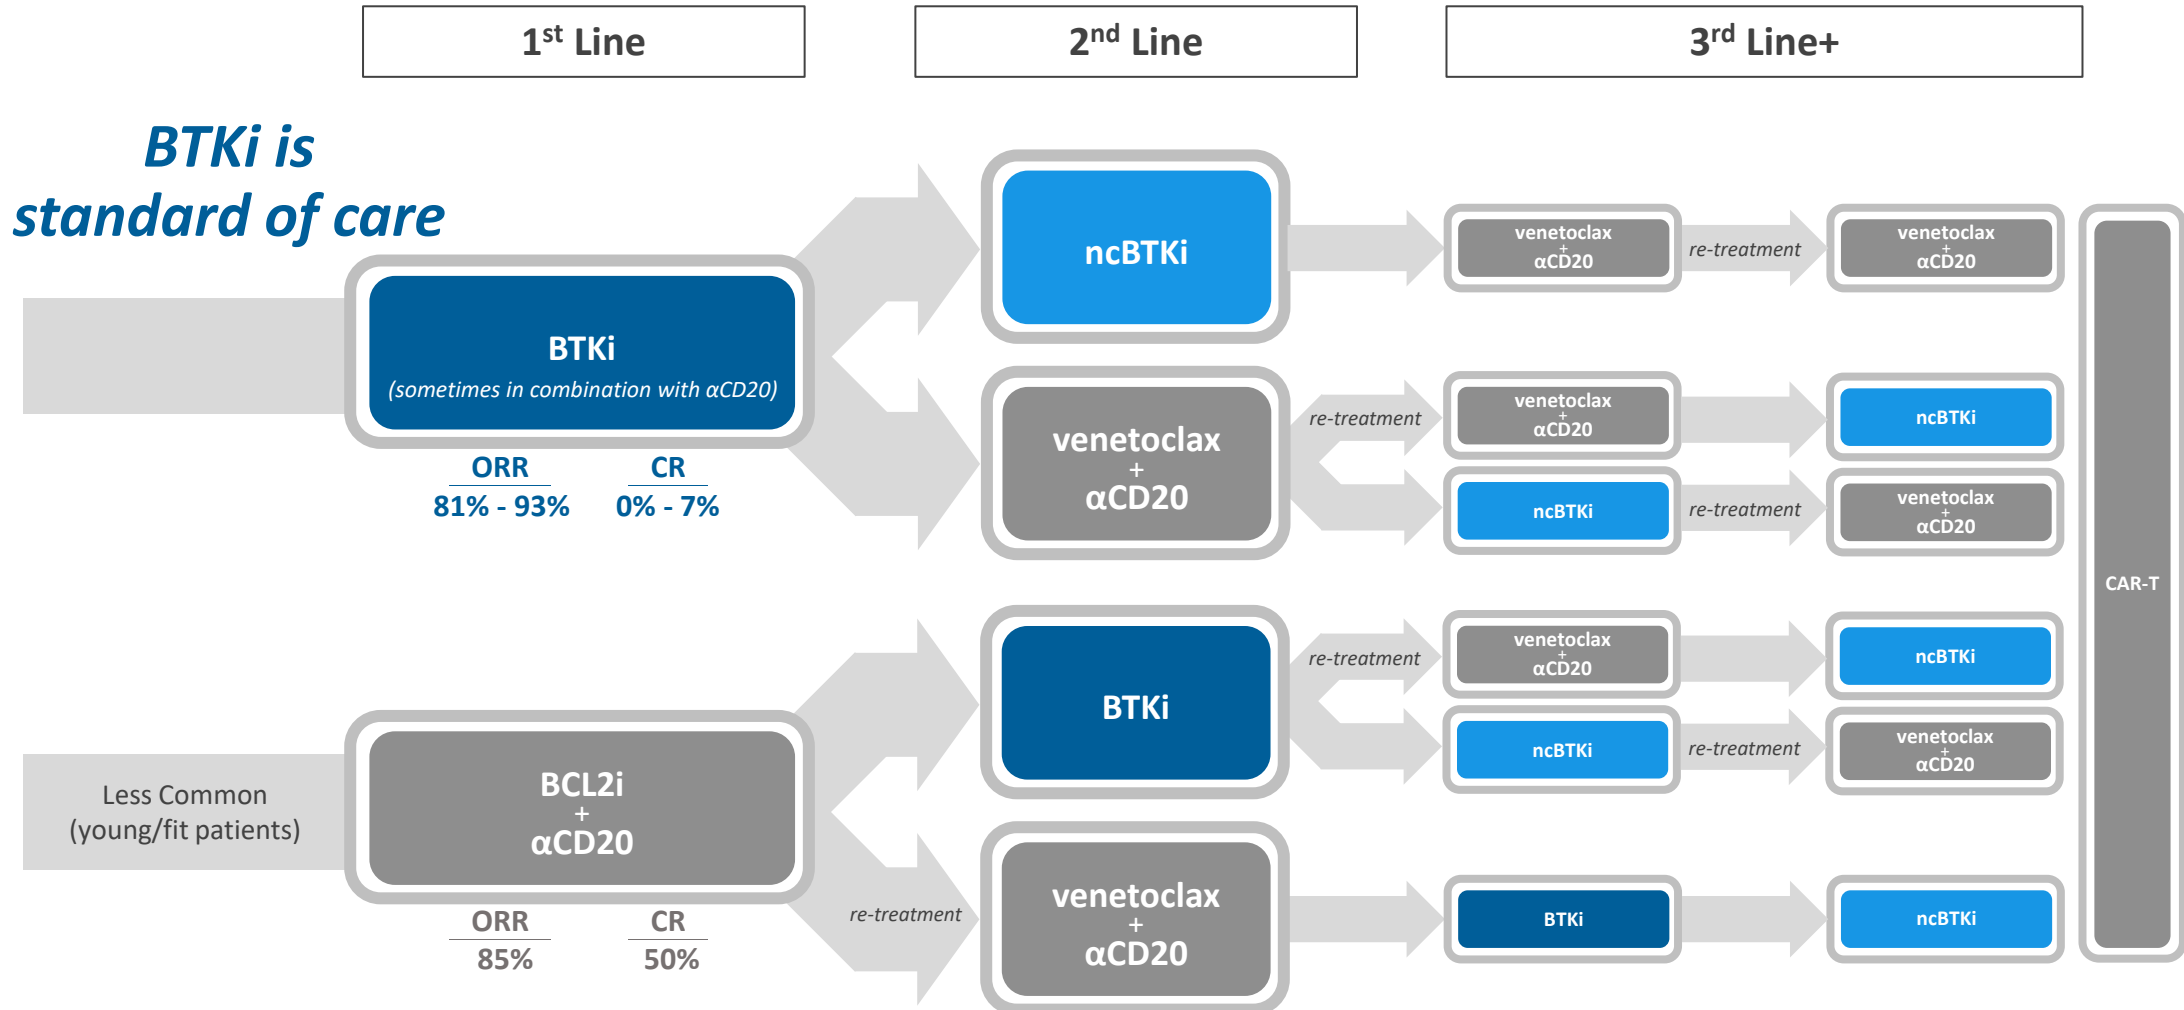 1st Line
2nd Line
3rd Line+
BTKi is
standard of care
BTKi
(sometimes in combination with αCD20)
ORR
CR
81% - 93%
0% - 7%
ncBTKi
venetoclax
+
αCD20
re-treatment
venetoclax
+
αCD20
venetoclax
+
αCD20
re-treatment
venetoclax
+
αCD20
ncBTKi
ncBTKi
re-treatment
venetoclax
+
αCD20
Less Common
(young/fit patients)
BCL2i
+
αCD20
ORR
CR
85%
50%
BTKi
re-treatment
venetoclax
+
αCD20
ncBTKi
ncBTKi
re-treatment
venetoclax
+
αCD20
re-treatment
venetoclax
+
αCD20
BTKi
ncBTKi
CAR-T